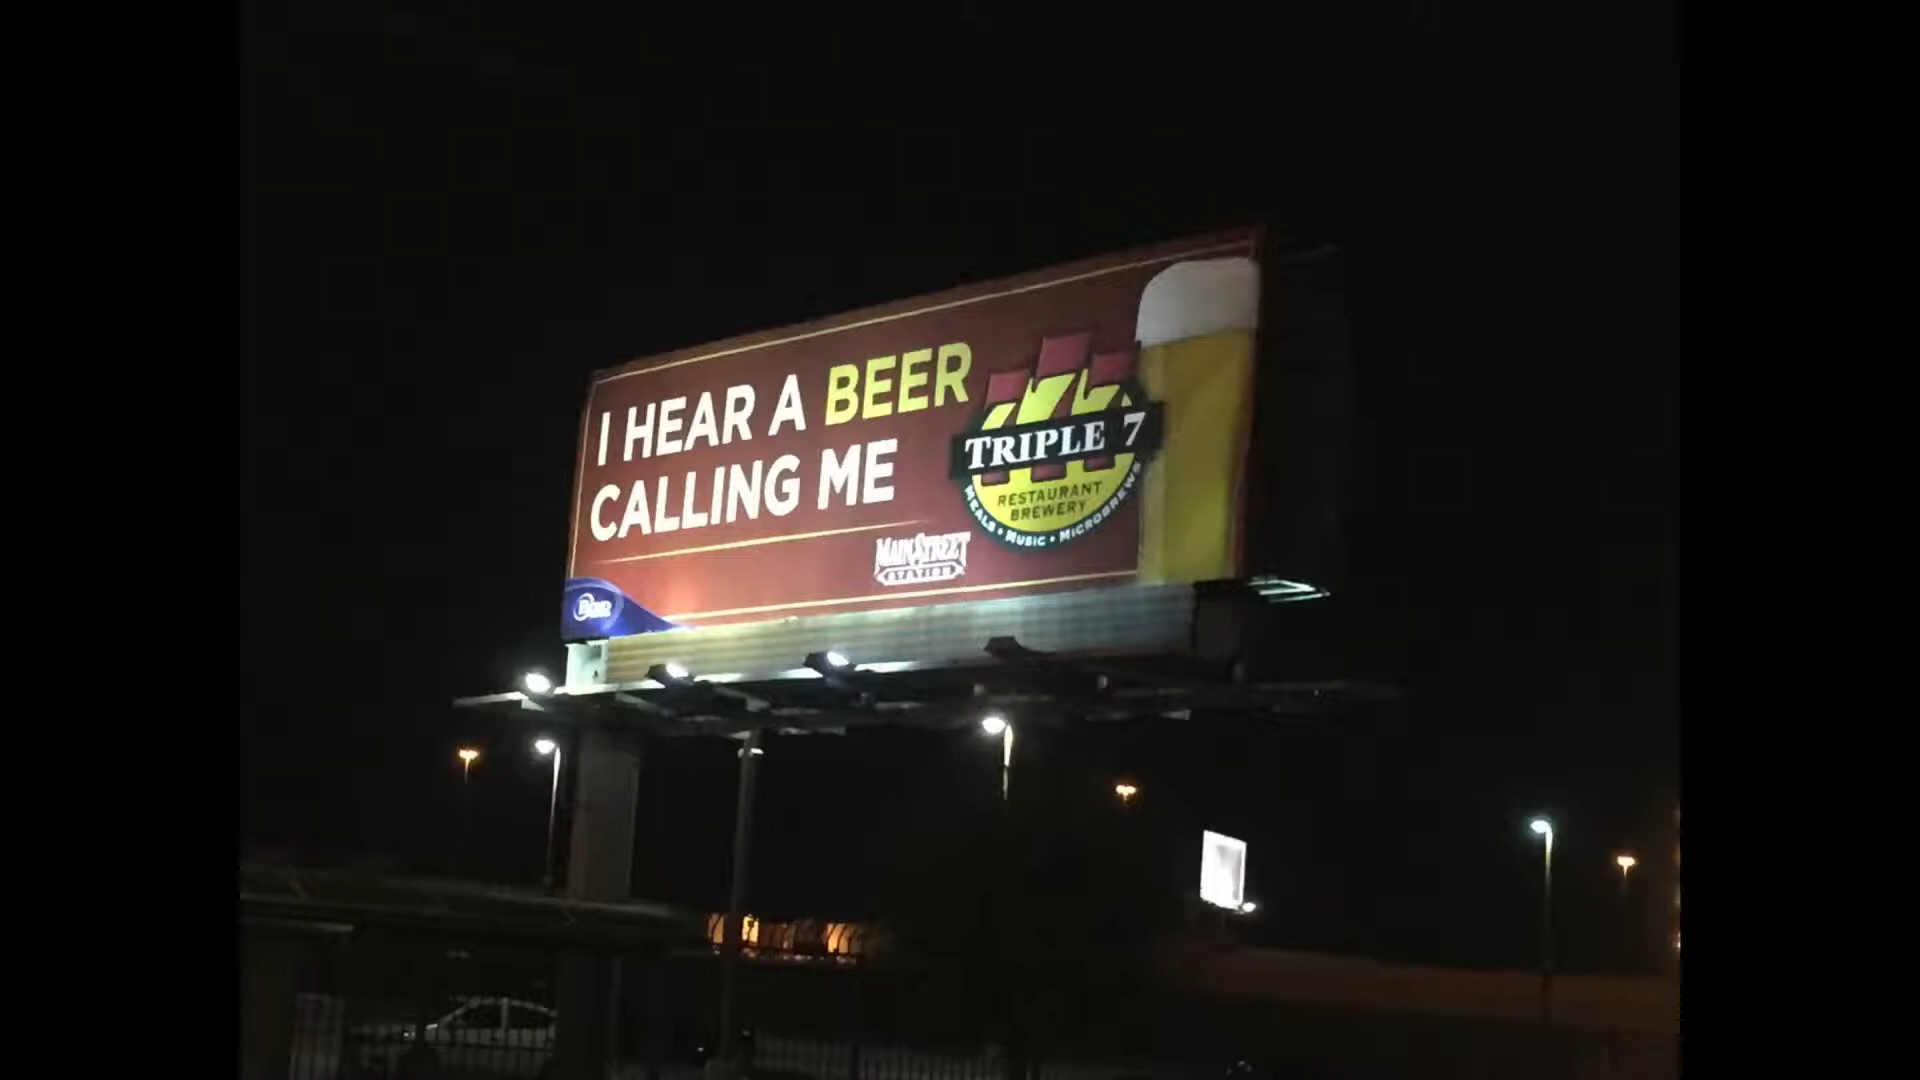 I HEAR A BEER
CALLING ME
TRIPLE 7
RESTAURANT
BREWERY
MEALS • MUSIC • MICROBREWS
MAIN STREET
STATION